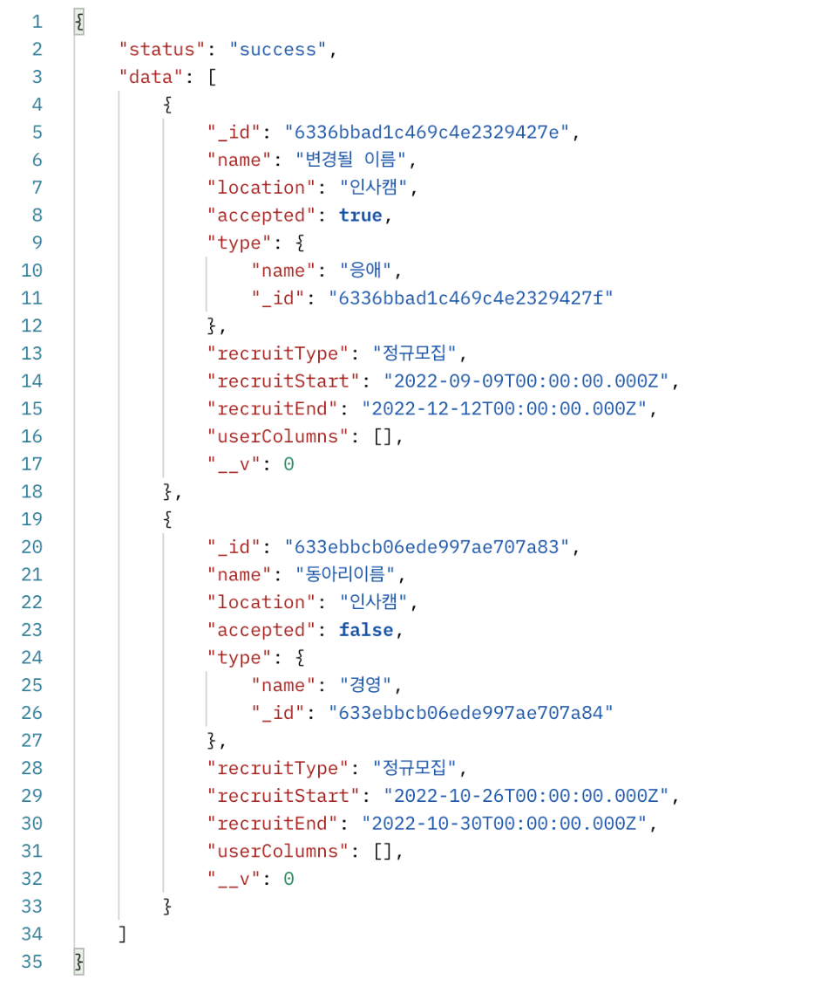 1 {
2 "status": "success",
3 "data": [
4 {
5 "_id": "6336bbad1c469c4e2329427e",
6 "name": "변경될 이름",
7 "location": "인사캠",
8 "accepted": true,
9 "type": {
10 "name": "응애",
11 "_id": "6336bbad1c469c4e2329427f"
12 },
13 "recruitType": "정규모집",
14 "recruitStart": "2022-09-09T00:00:00.000Z",
15 "recruitEnd": "2022-12-12T00:00:00.000Z",
16 "userColumns": [],
17 "__v": 0
18 },
19 {
20 "_id": "633ebbcb06ede997ae707a83",
21 "name": "동아리이름",
22 "location": "인사캠",
23 "accepted": false,
24 "type": {
25 "name": "경영",
26 "_id": "633ebbcb06ede997ae707a84"
27 },
28 "recruitType": "정규모집",
29 "recruitStart": "2022-10-26T00:00:00.000Z",
30 "recruitEnd": "2022-10-30T00:00:00.000Z",
31 "userColumns": [],
32 "__v": 0
33 }
34 ]
35 }